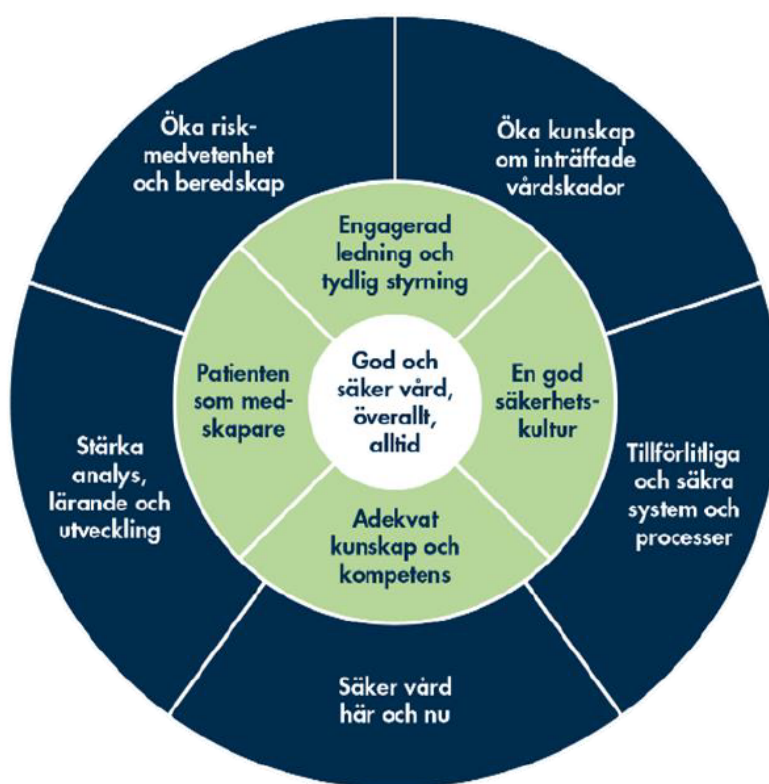 Öka risk-
medvetenhet
och beredskap
Öka kunskap
om inträffade
vårdskador
Engagerad
ledning och
tydlig styrning
Patienten
som med-
skapare
God och
säker vård,
överallt,
alltid
En god
säkerhets-
kultur
Stärka
analys,
lärande och
utveckling
Tillförlitliga
och säkra
system och
processer
Adekvat
kunskap och
kompetens
Säker vård
här och nu